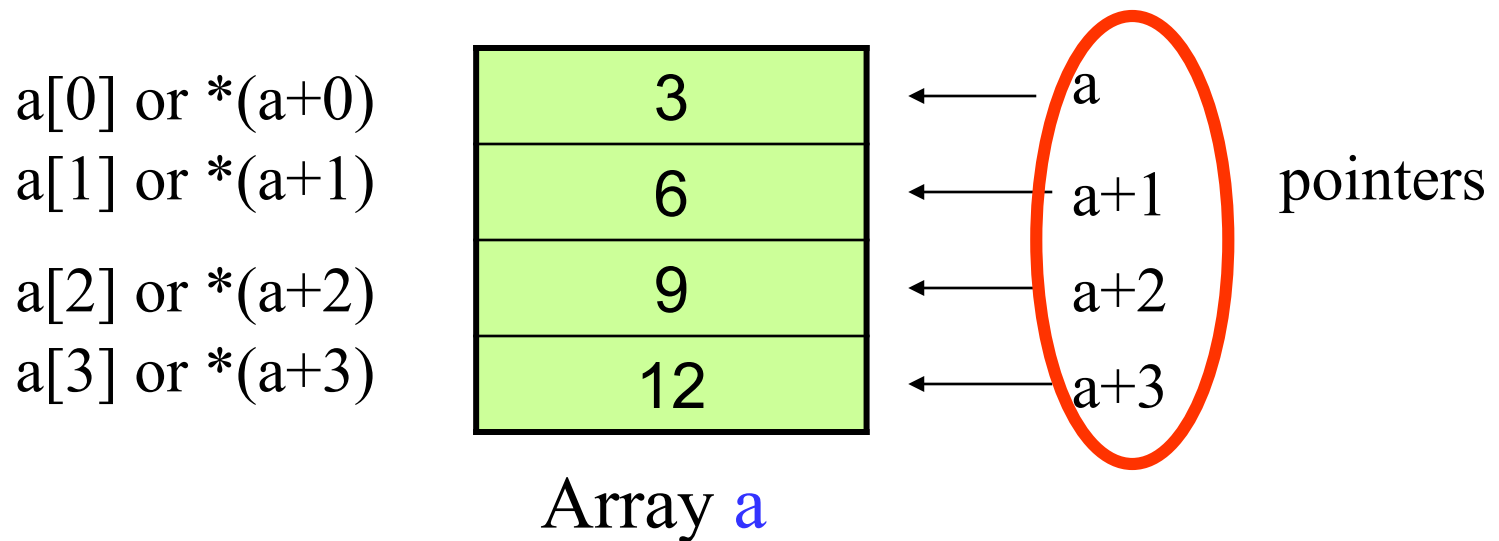 a[0] or *(a+0)
3
a
a[1] or *(a+1)
6
a+1
pointers
a[2] or *(a+2)
9
a+2
a[3] or *(a+3)
12
a+3
Array a